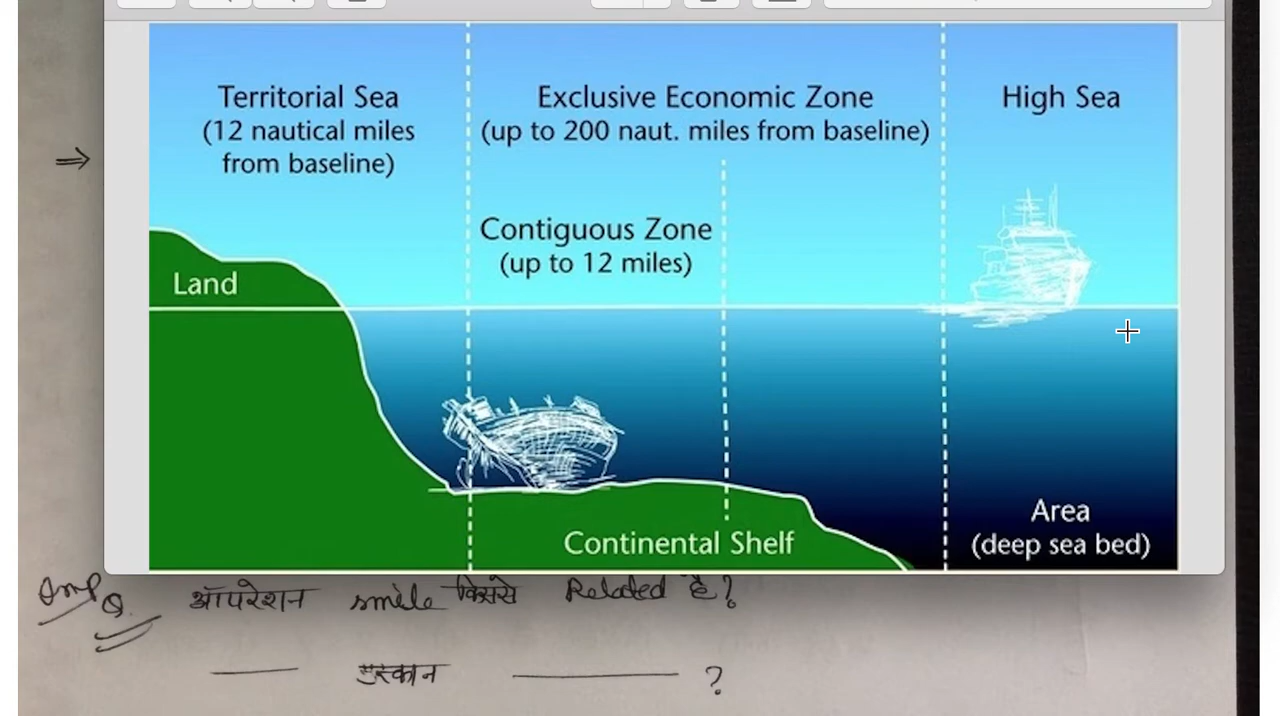 Territorial Sea
(12 nautical miles
from baseline)
Exclusive Economic Zone
(up to 200 naut. miles from baseline)
High Sea
⇒
Contiguous Zone
(up to 12 miles)
Land
Area
(deep sea bed)
Continental Shelf
Imp Q. ऑपरेशन smile किससे Related है?
—— मुस्कान ———— ?